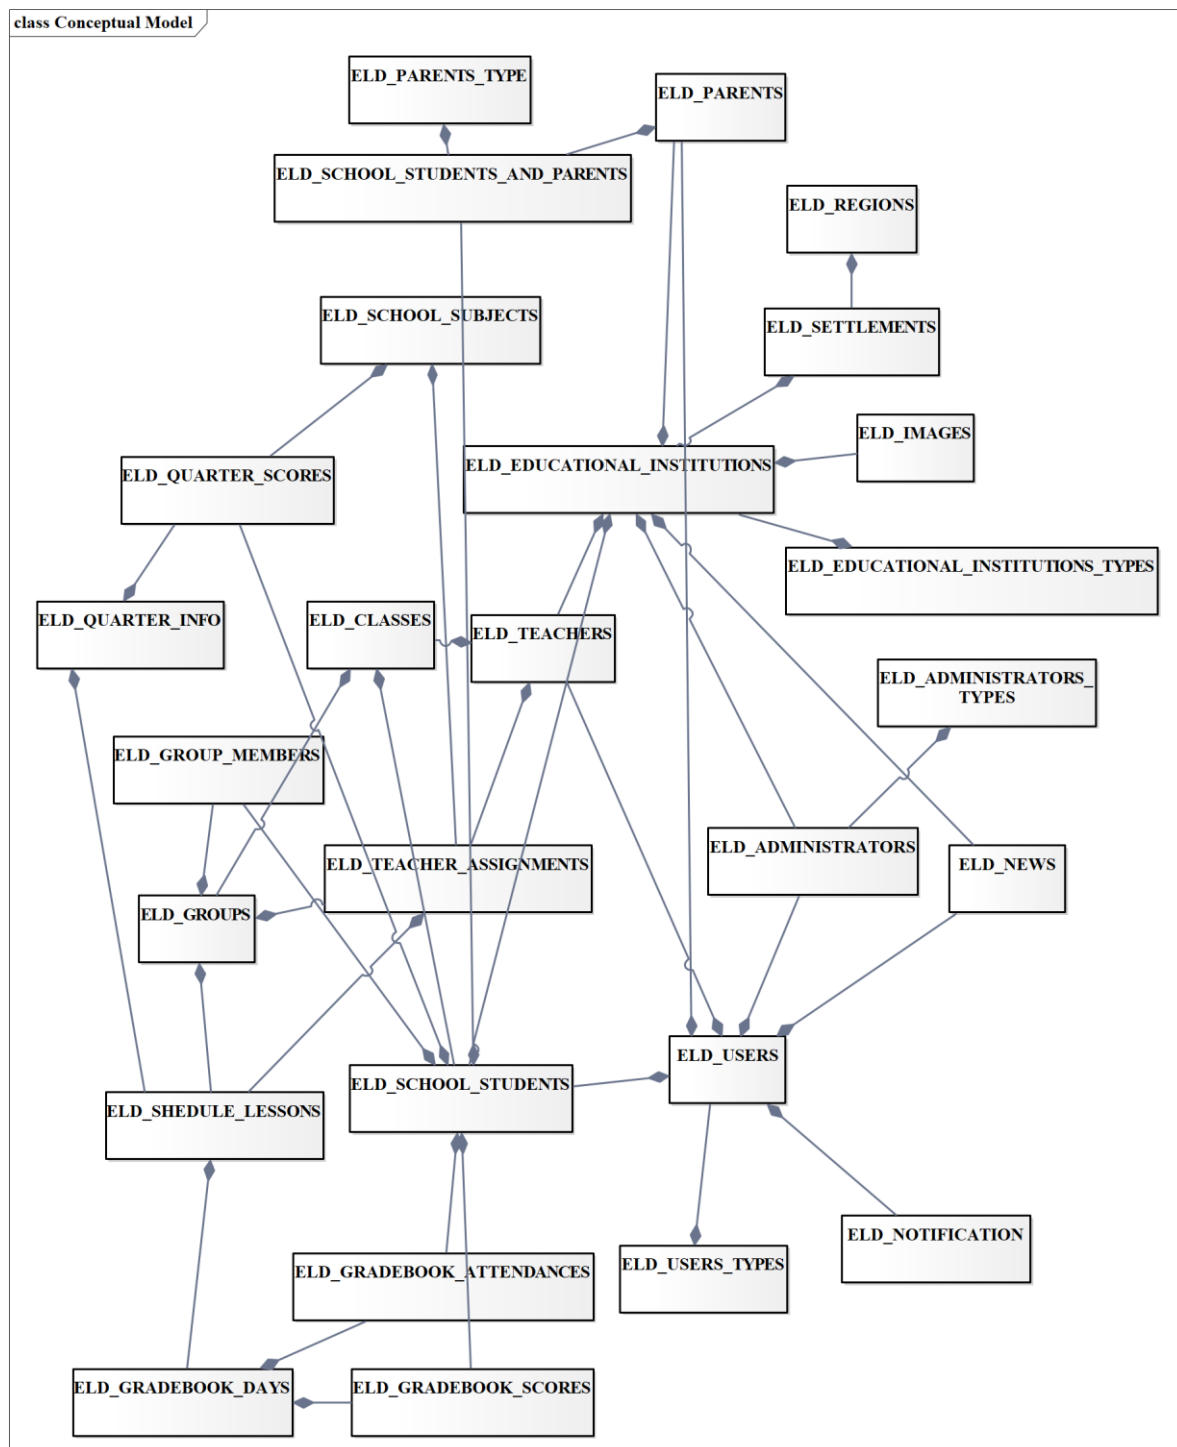 class Conceptual Model
ELD_PARENTS_TYPE
ELD_PARENTS
ELD_SCHOOL_STUDENTS_AND_PARENTS
ELD_REGIONS
ELD_SCHOOL_SUBJECTS
ELD_SETTLEMENTS
ELD_IMAGES
ELD_EDUCATIONAL_INSTITUTIONS
ELD_QUARTER_SCORES
ELD_EDUCATIONAL_INSTITUTIONS_TYPES
ELD_QUARTER_INFO
ELD_CLASSES
ELD_TEACHERS
ELD_ADMINISTRATORS_
TYPES
ELD_GROUP_MEMBERS
ELD_TEACHER_ASSIGNMENTS
ELD_ADMINISTRATORS
ELD_NEWS
ELD_GROUPS
ELD_USERS
ELD_SCHOOL_STUDENTS
ELD_SHEDULE_LESSONS
ELD_NOTIFICATION
ELD_USERS_TYPES
ELD_GRADEBOOK_ATTENDANCES
ELD_GRADEBOOK_DAYS
ELD_GRADEBOOK_SCORES